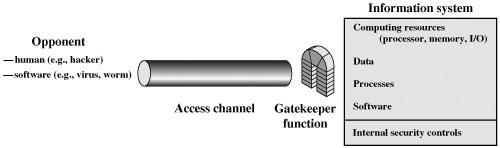 Information system
Opponent
—human (e.g., hacker)
—software (e.g., virus, worm)
Access channel
Gatekeeper
function
Computing resources
(processor, memory, I/O)
Data
Processes
Software
Internal security controls